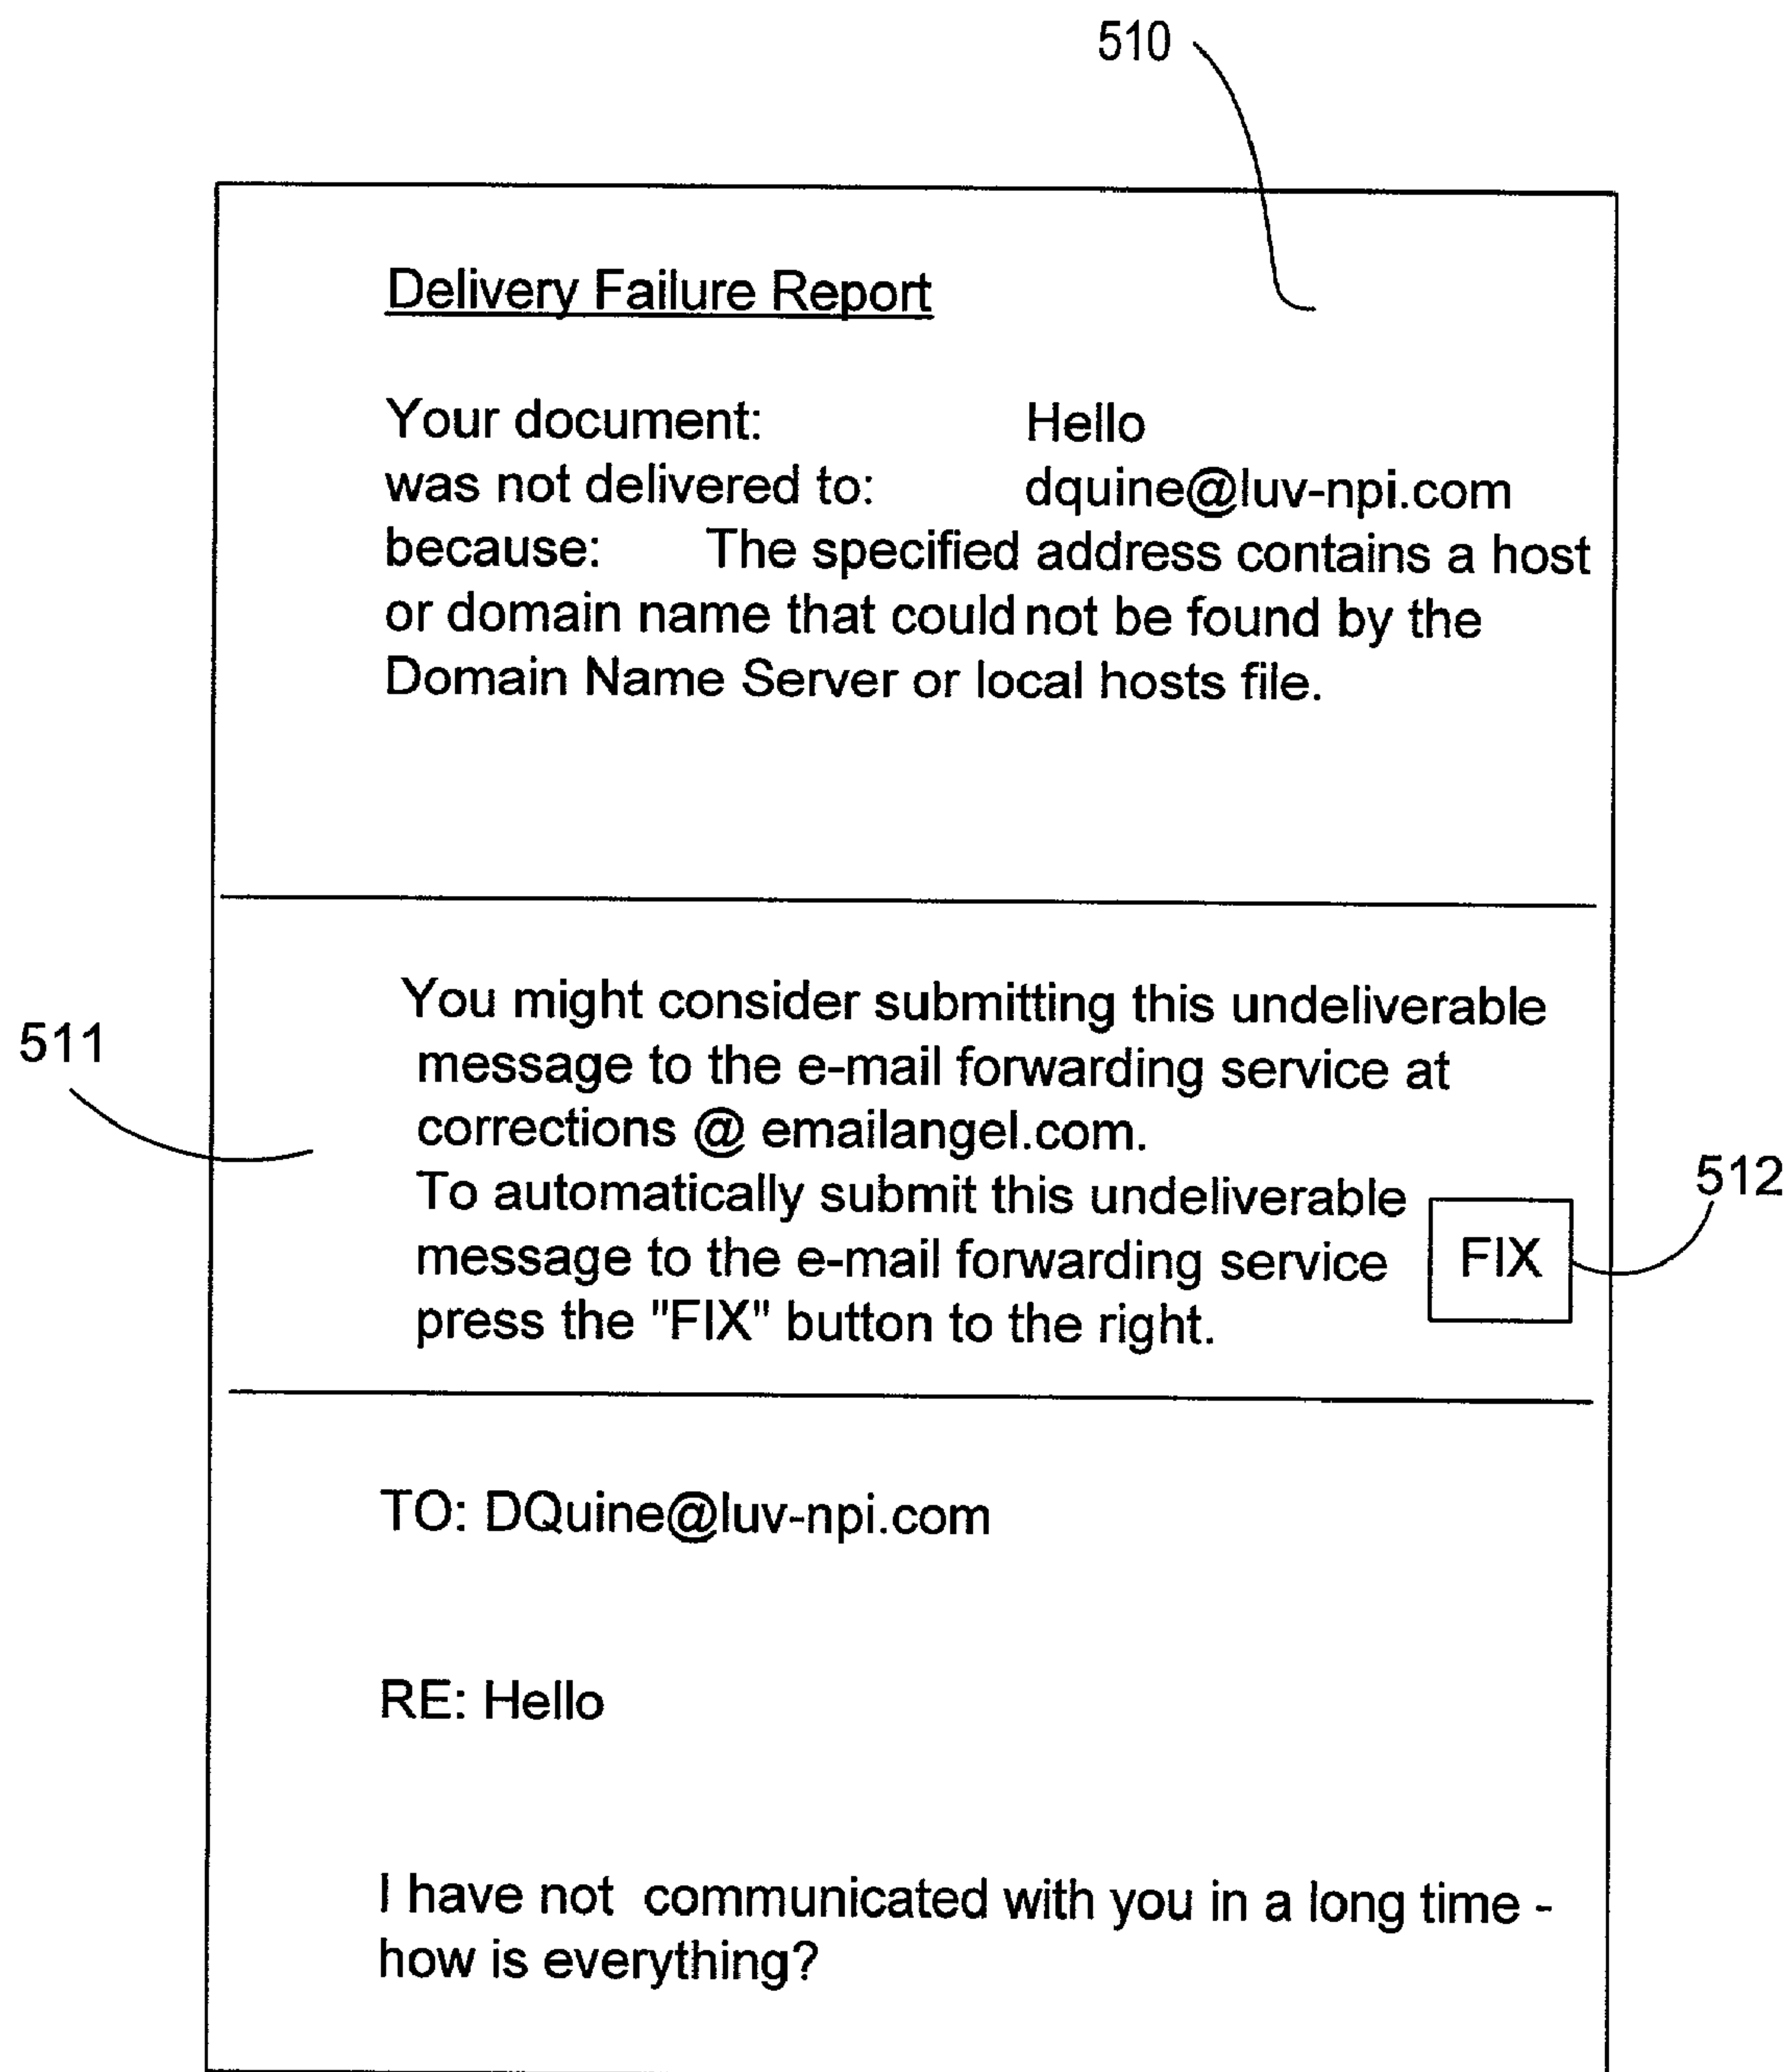 510
Delivery Failure Report
Your document: Hello
was not delivered to: dquine@luv-npi.com
because: The specified address contains a host
or domain name that could not be found by the
Domain Name Server or local hosts file.
511
You might consider submitting this undeliverable
message to the e-mail forwarding service at
corrections @ emailangel.com.
To automatically submit this undeliverable
message to the e-mail forwarding service
press the "FIX" button to the right.
FIX
512
TO: DQuine@luv-npi.com
RE: Hello
I have not communicated with you in a long time -
how is everything?